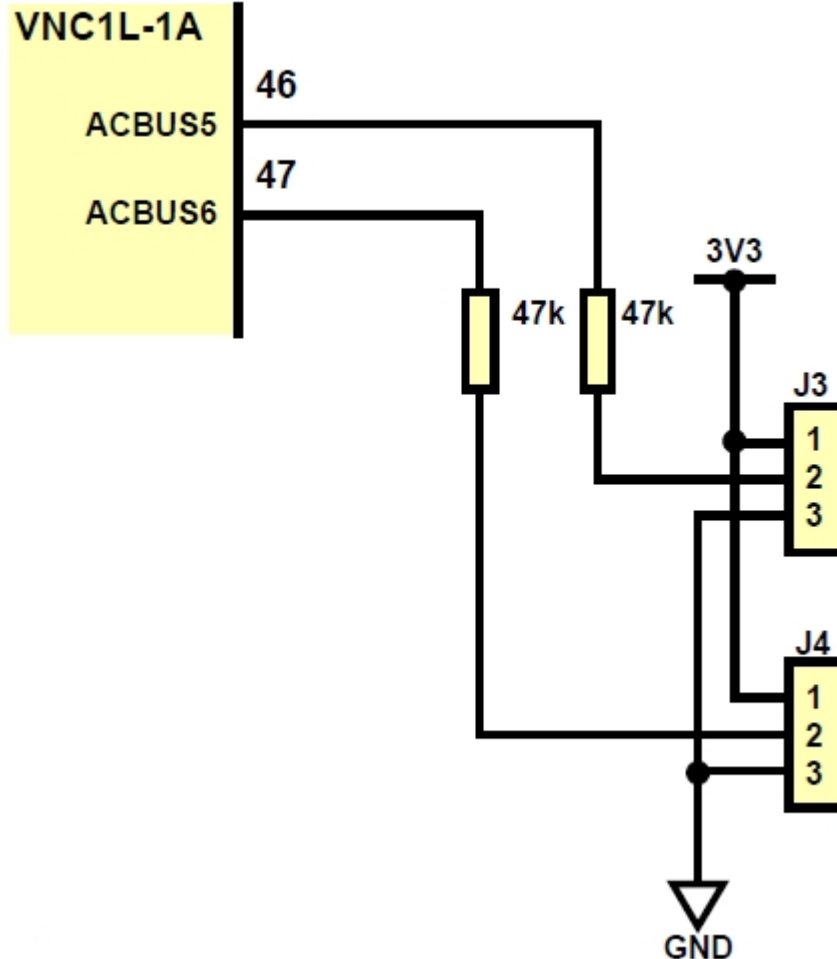 VNC1L-1A
46
ACBUS5
47
ACBUS6
3V3
47k 47k
J3
1
2
3
J4
1
2
3
GND